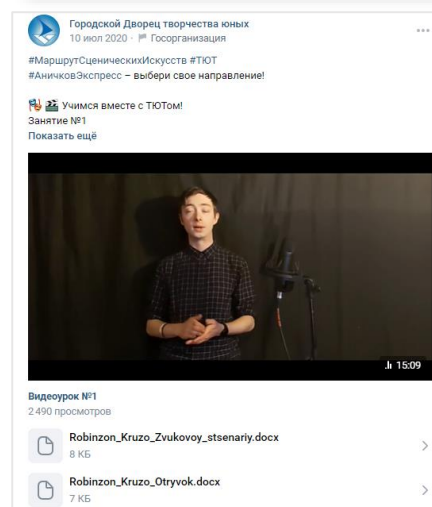 Городской Дворец творчества юных
10 июл 2020 · Госорганизация
#МаршрутСценическихИскусств #ТЮТ
#АничковЭкспресс – выбери свое направление!
Учимся вместе с ТЮТом!
Занятие №1
Показать ещё
15:09
Видеоурок №1
2 490 просмотров
Robinzon_Kruzo_Zvukovoy_stsenariy.docx
8 КБ
Robinzon_Kruzo_Otryvok.docx
7 КБ